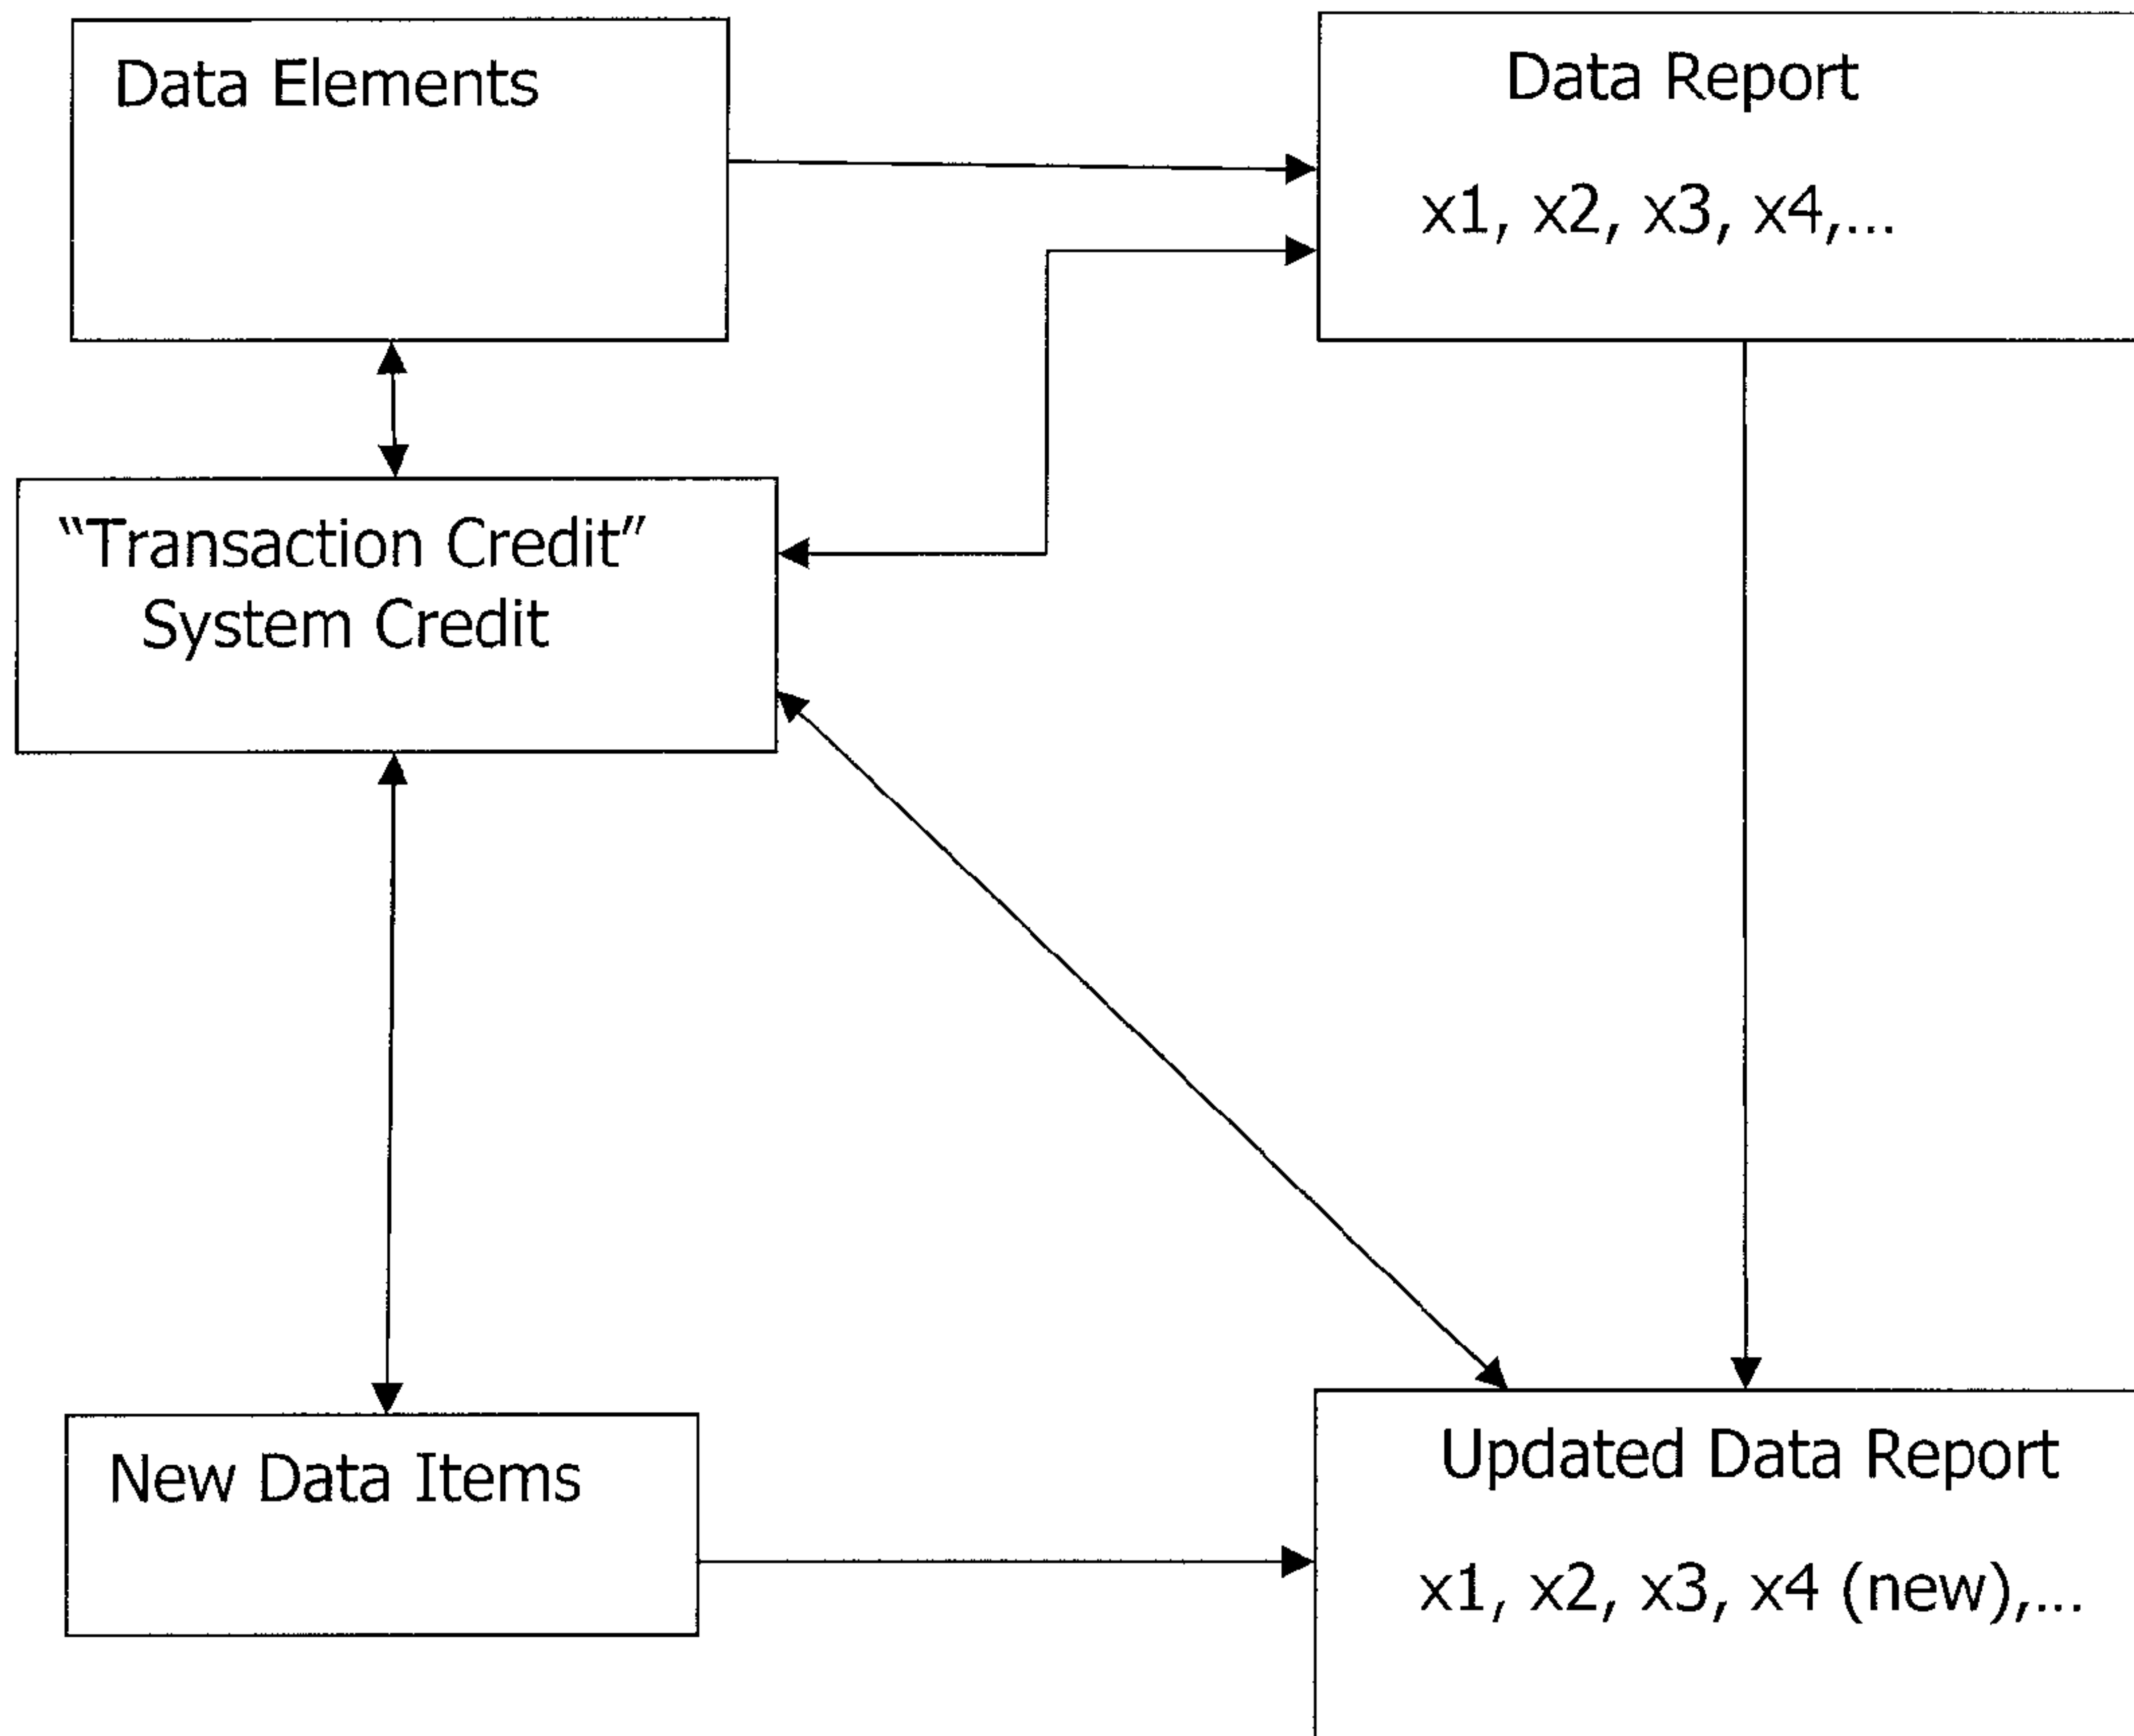 Data Elements
Data Report
x1, x2, x3, x4,...
“Transaction Credit”
System Credit
New Data Items
Updated Data Report
x1, x2, x3, x4 (new),...